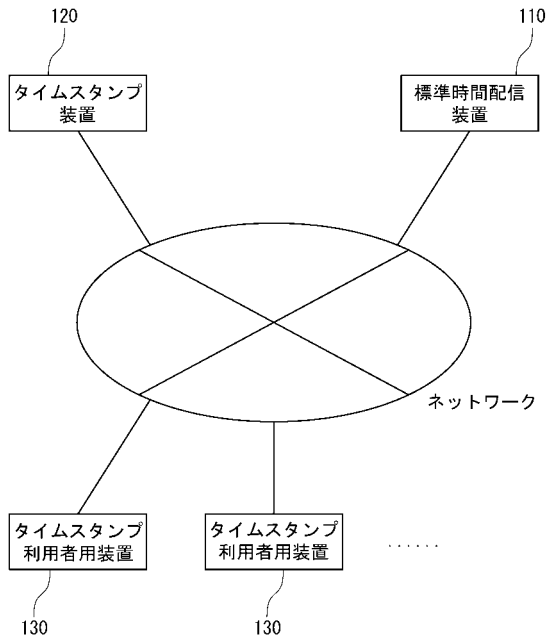 120
110
タイムスタンプ
装置
標準時間配信
装置
ネットワーク
タイムスタンプ
利用者用装置
タイムスタンプ
利用者用装置
......
130
130